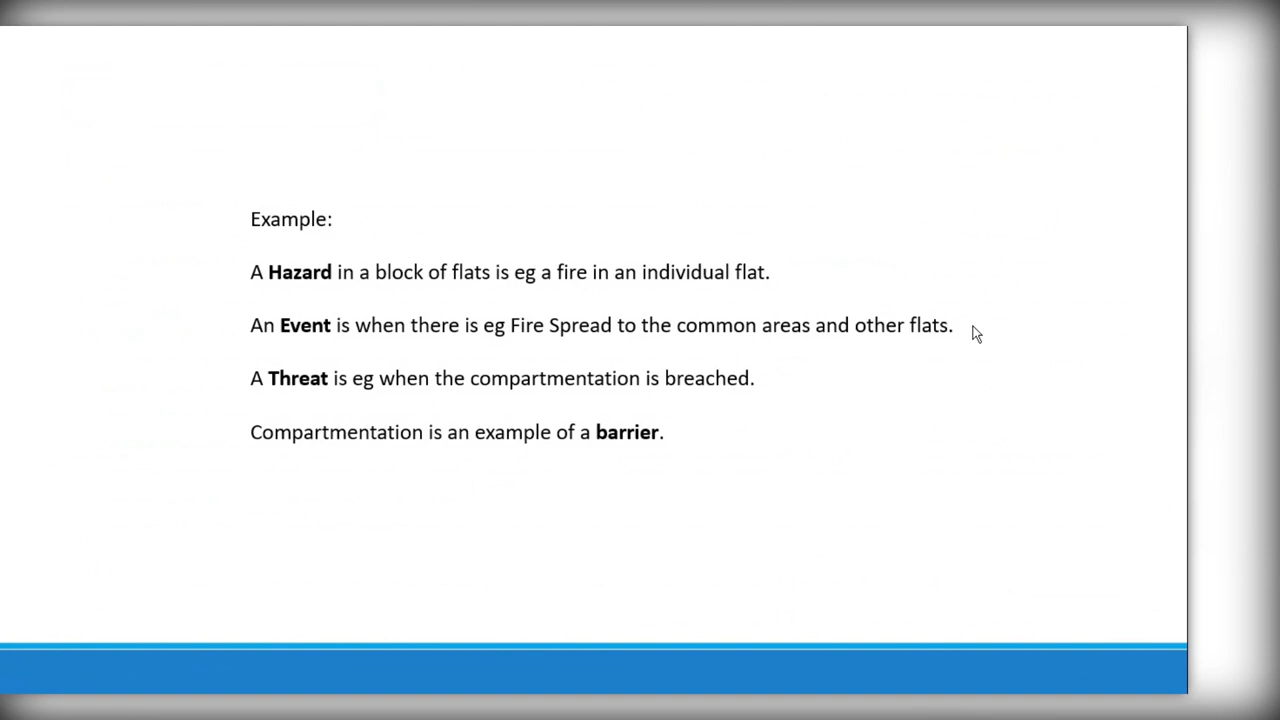 Example:
A Hazard in a block of flats is eg a fire in an individual flat.
An Event is when there is eg Fire Spread to the common areas and other flats.
A Threat is eg when the compartmentation is breached.
Compartmentation is an example of a barrier.